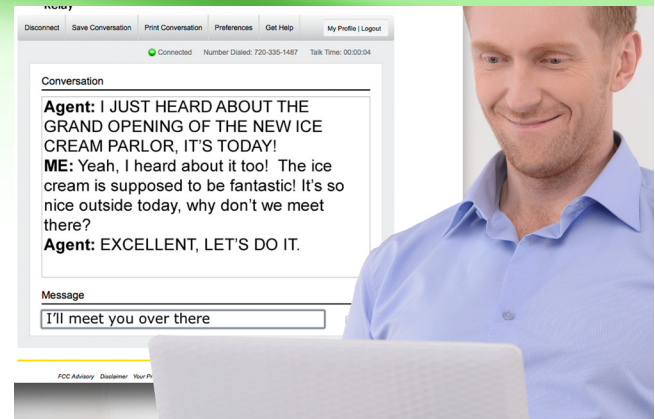 Relay
Disconnect Save Conversation Print Conversation Preferences Get Help My Profile | Logout
Connected Number Dialed: 720-335-1487 Talk Time: 00:00:04
Conversation
Agent: I JUST HEARD ABOUT THE
GRAND OPENING OF THE NEW ICE
CREAM PARLOR, IT'S TODAY!
ME: Yeah, I heard about it too! The ice
cream is supposed to be fantastic! It's so
nice outside today, why don't we meet
there?
Agent: EXCELLENT, LET'S DO IT.
Message
I'll meet you over there
FCC Advisory Disclaimer Your